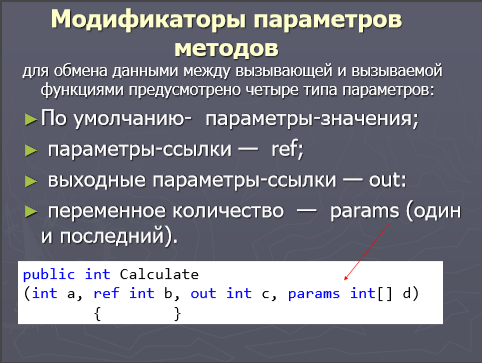 Модификаторы параметров
методов
для обмена данными между вызывающей и вызываемой
функциями предусмотрено четыре типа параметров:
►По умолчанию-  параметры-значения;
► параметры-ссылки —  ref;
► выходные параметры-ссылки — out:
► переменное количество  —  params (один
и последний).
public int Calculate
(int a, ref int b, out int c, params int[] d)
{        }